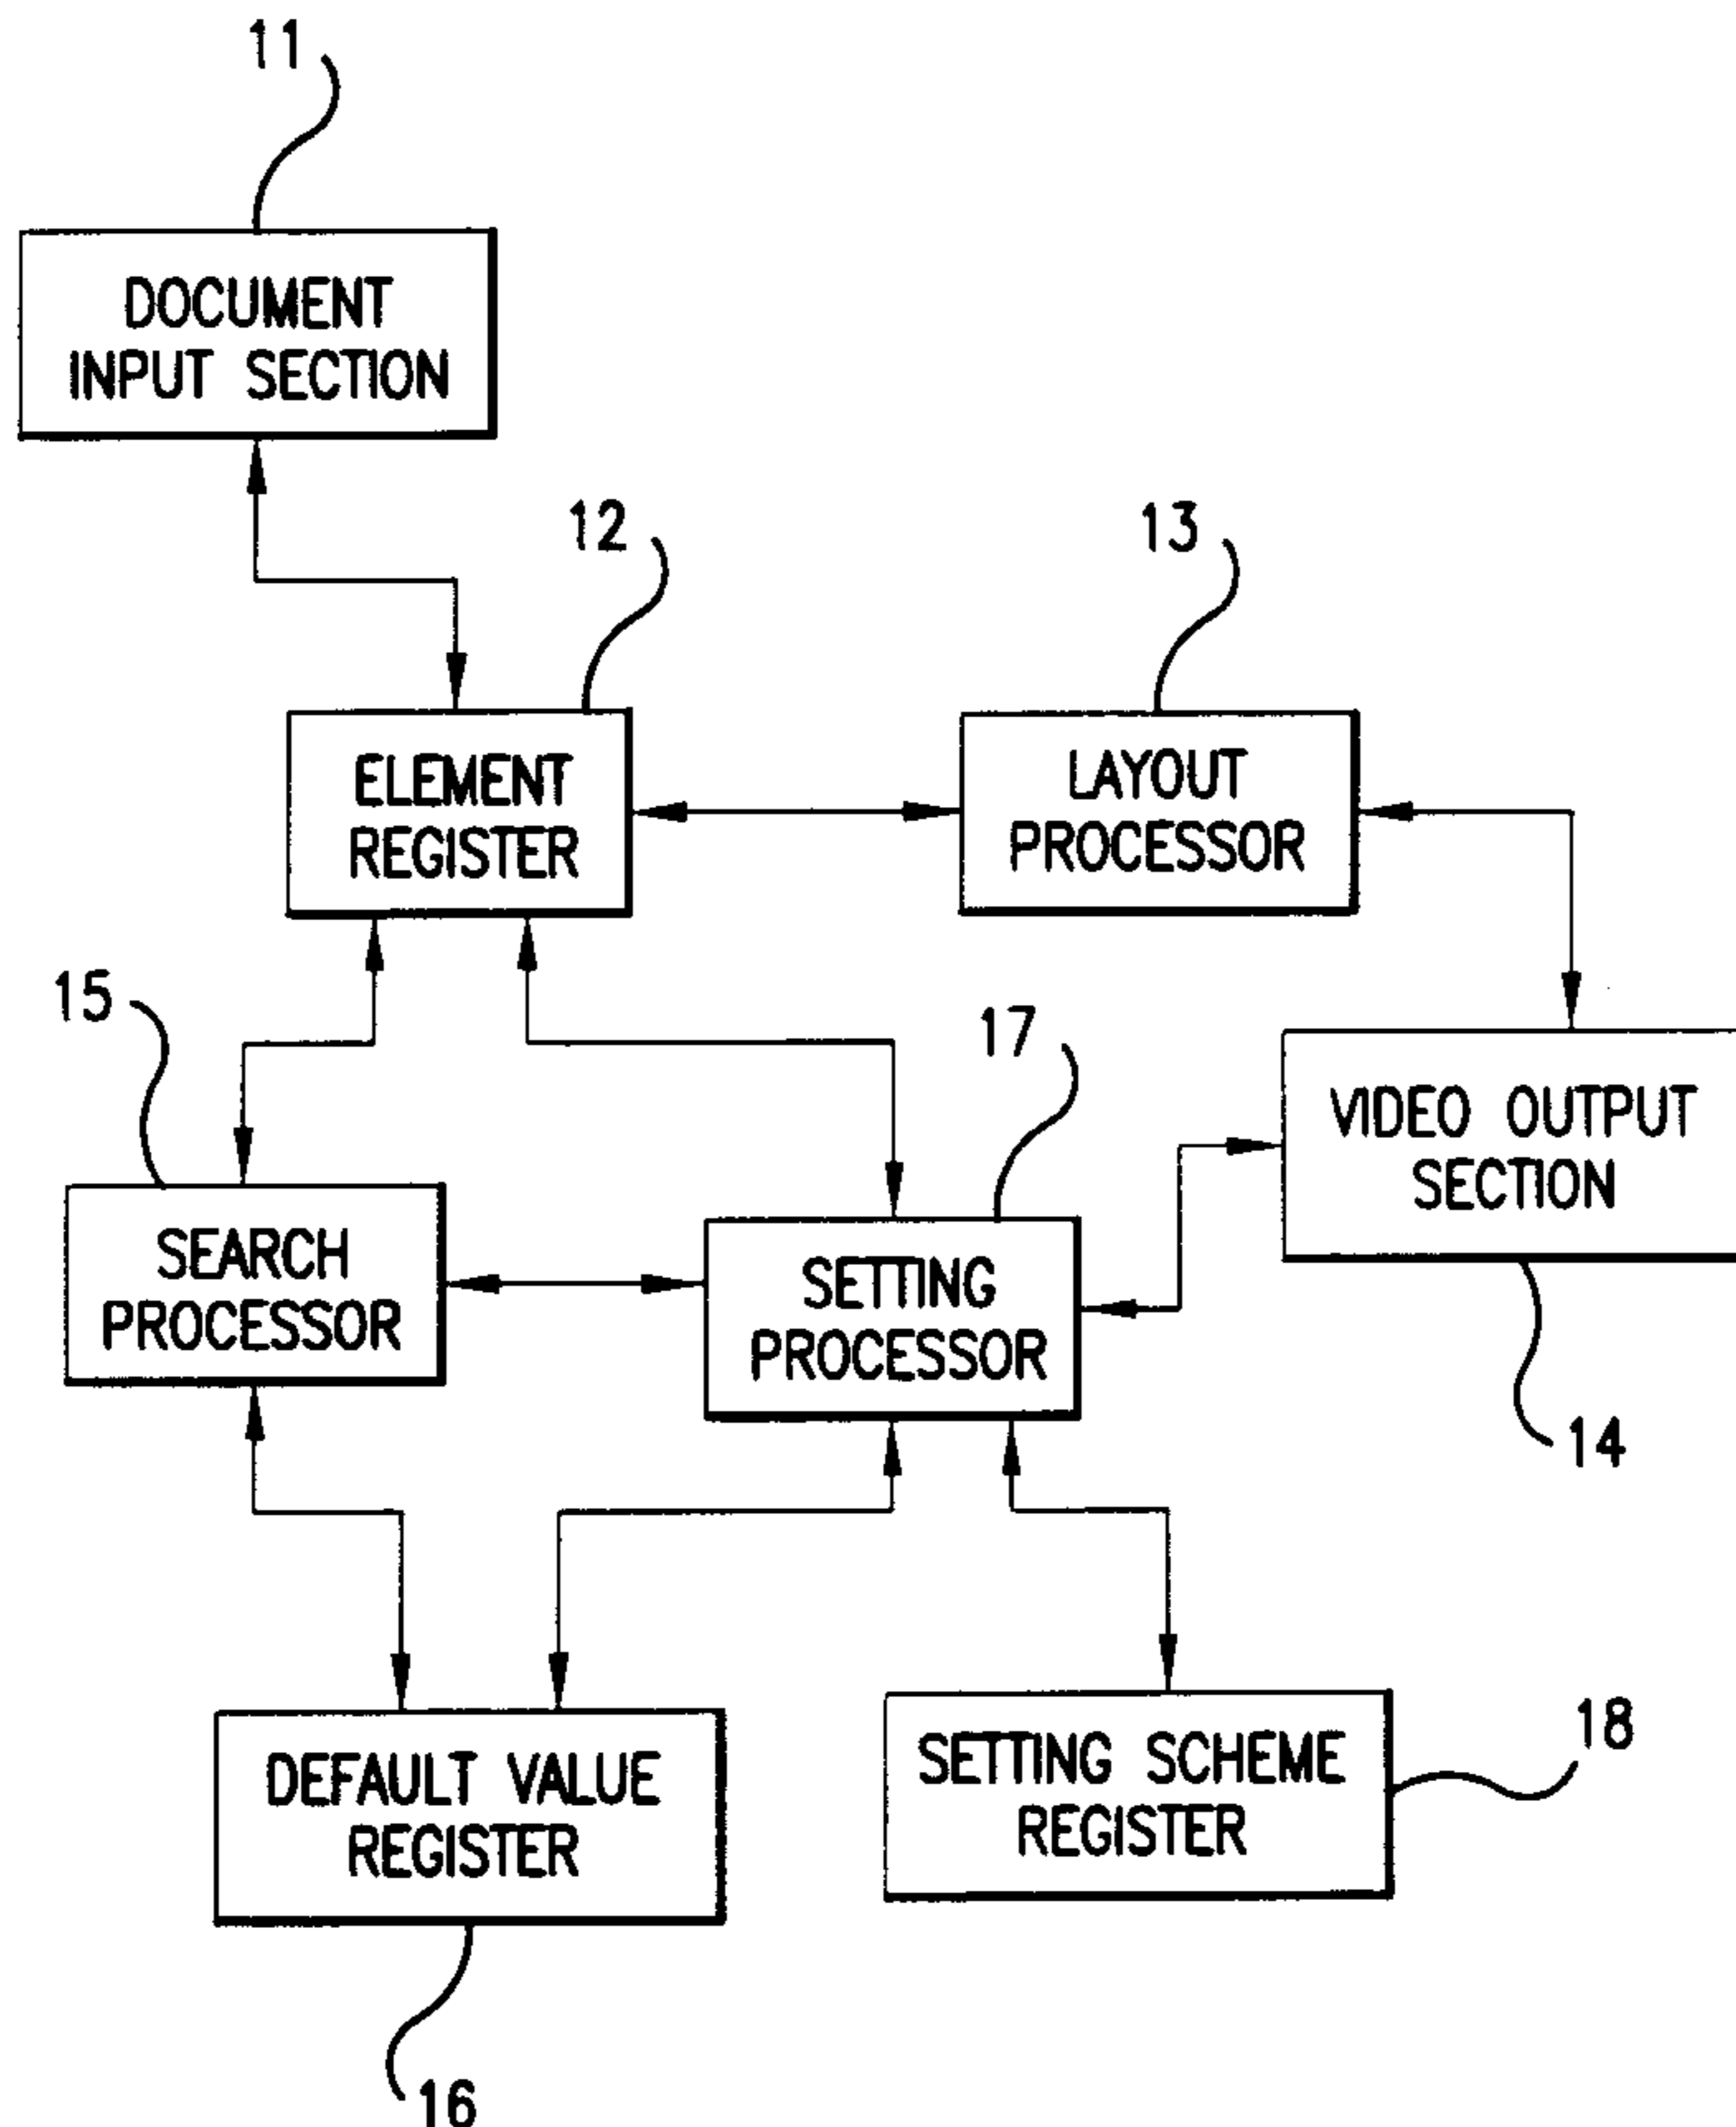 11
DOCUMENT
INPUT SECTION
12
13
ELEMENT
REGISTER
LAYOUT
PROCESSOR
15
17
VIDEO OUTPUT
SECTION
SEARCH
PROCESSOR
SETTING
PROCESSOR
14
18
DEFAULT VALUE
REGISTER
SETTING SCHEME
REGISTER
16